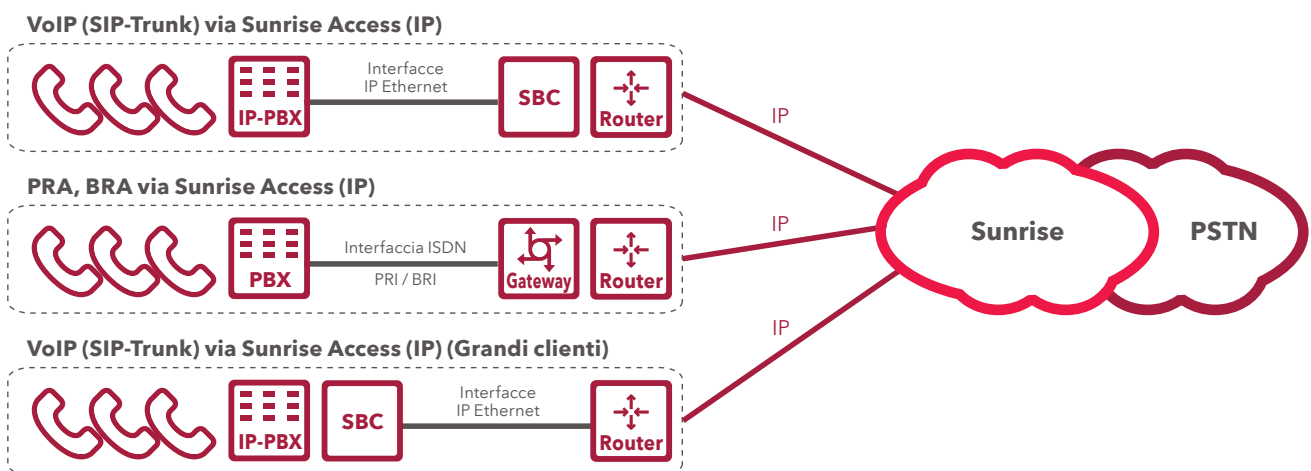 VoIP (SIP-Trunk) via Sunrise Access (IP)
IP-PBX
Interfacce
IP Ethernet
SBC
Router
IP
PRA, BRA via Sunrise Access (IP)
PBX
Interfaccia ISDN
PRI / BRI
Gateway
Router
IP
Sunrise
PSTN
VoIP (SIP-Trunk) via Sunrise Access (IP) (Grandi clienti)
IP-PBX
SBC
Interfacce
IP Ethernet
Router
IP